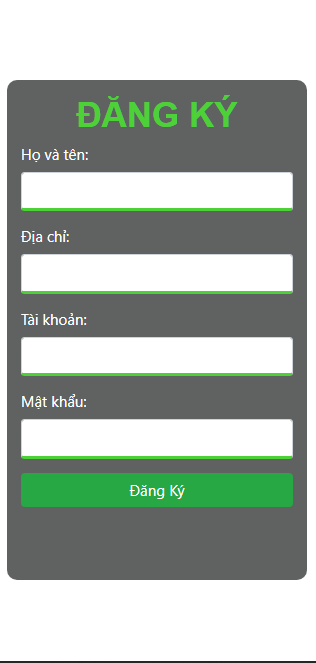 ĐĂNG KÝ
Họ và tên:
Địa chỉ:
Tài khoản:
Mật khẩu:
Đăng Ký